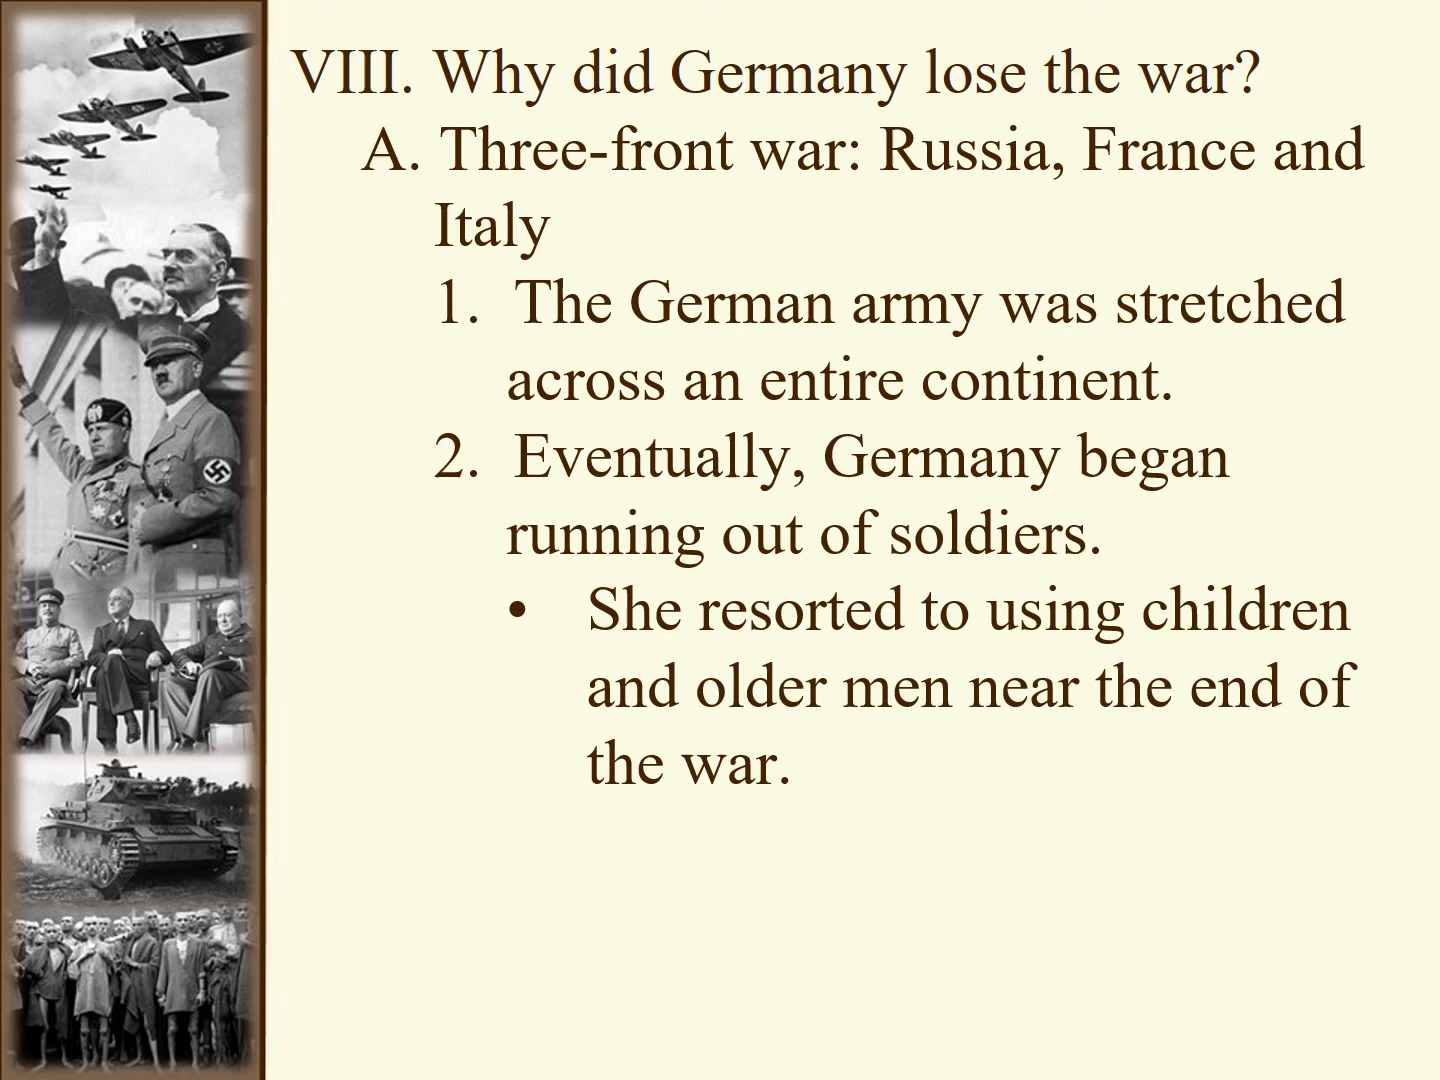 VIII. Why did Germany lose the war?
A. Three-front war: Russia, France and
Italy
1. The German army was stretched
across an entire continent.
2. Eventually, Germany began
running out of soldiers.
• She resorted to using children
and older men near the end of
the war.